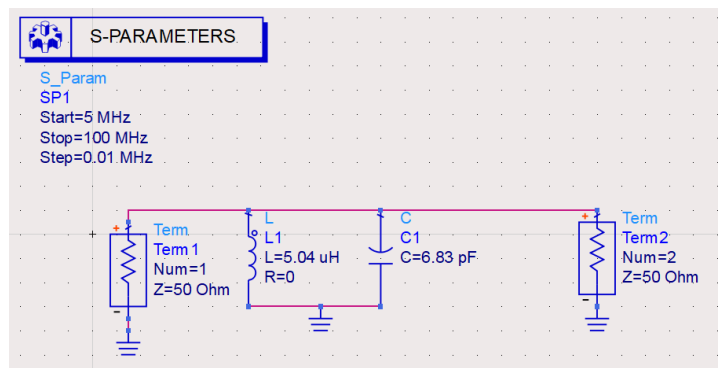 S-PARAMETERS
S_Param
SP1
Start=5 MHz
Stop=100 MHz
Step=0.01 MHz
Term
Term1
Num=1
Z=50 Ohm
L
L1
L=5.04 uH
R=0
C
C1
C=6.83 pF
Term
Term2
Num=2
Z=50 Ohm